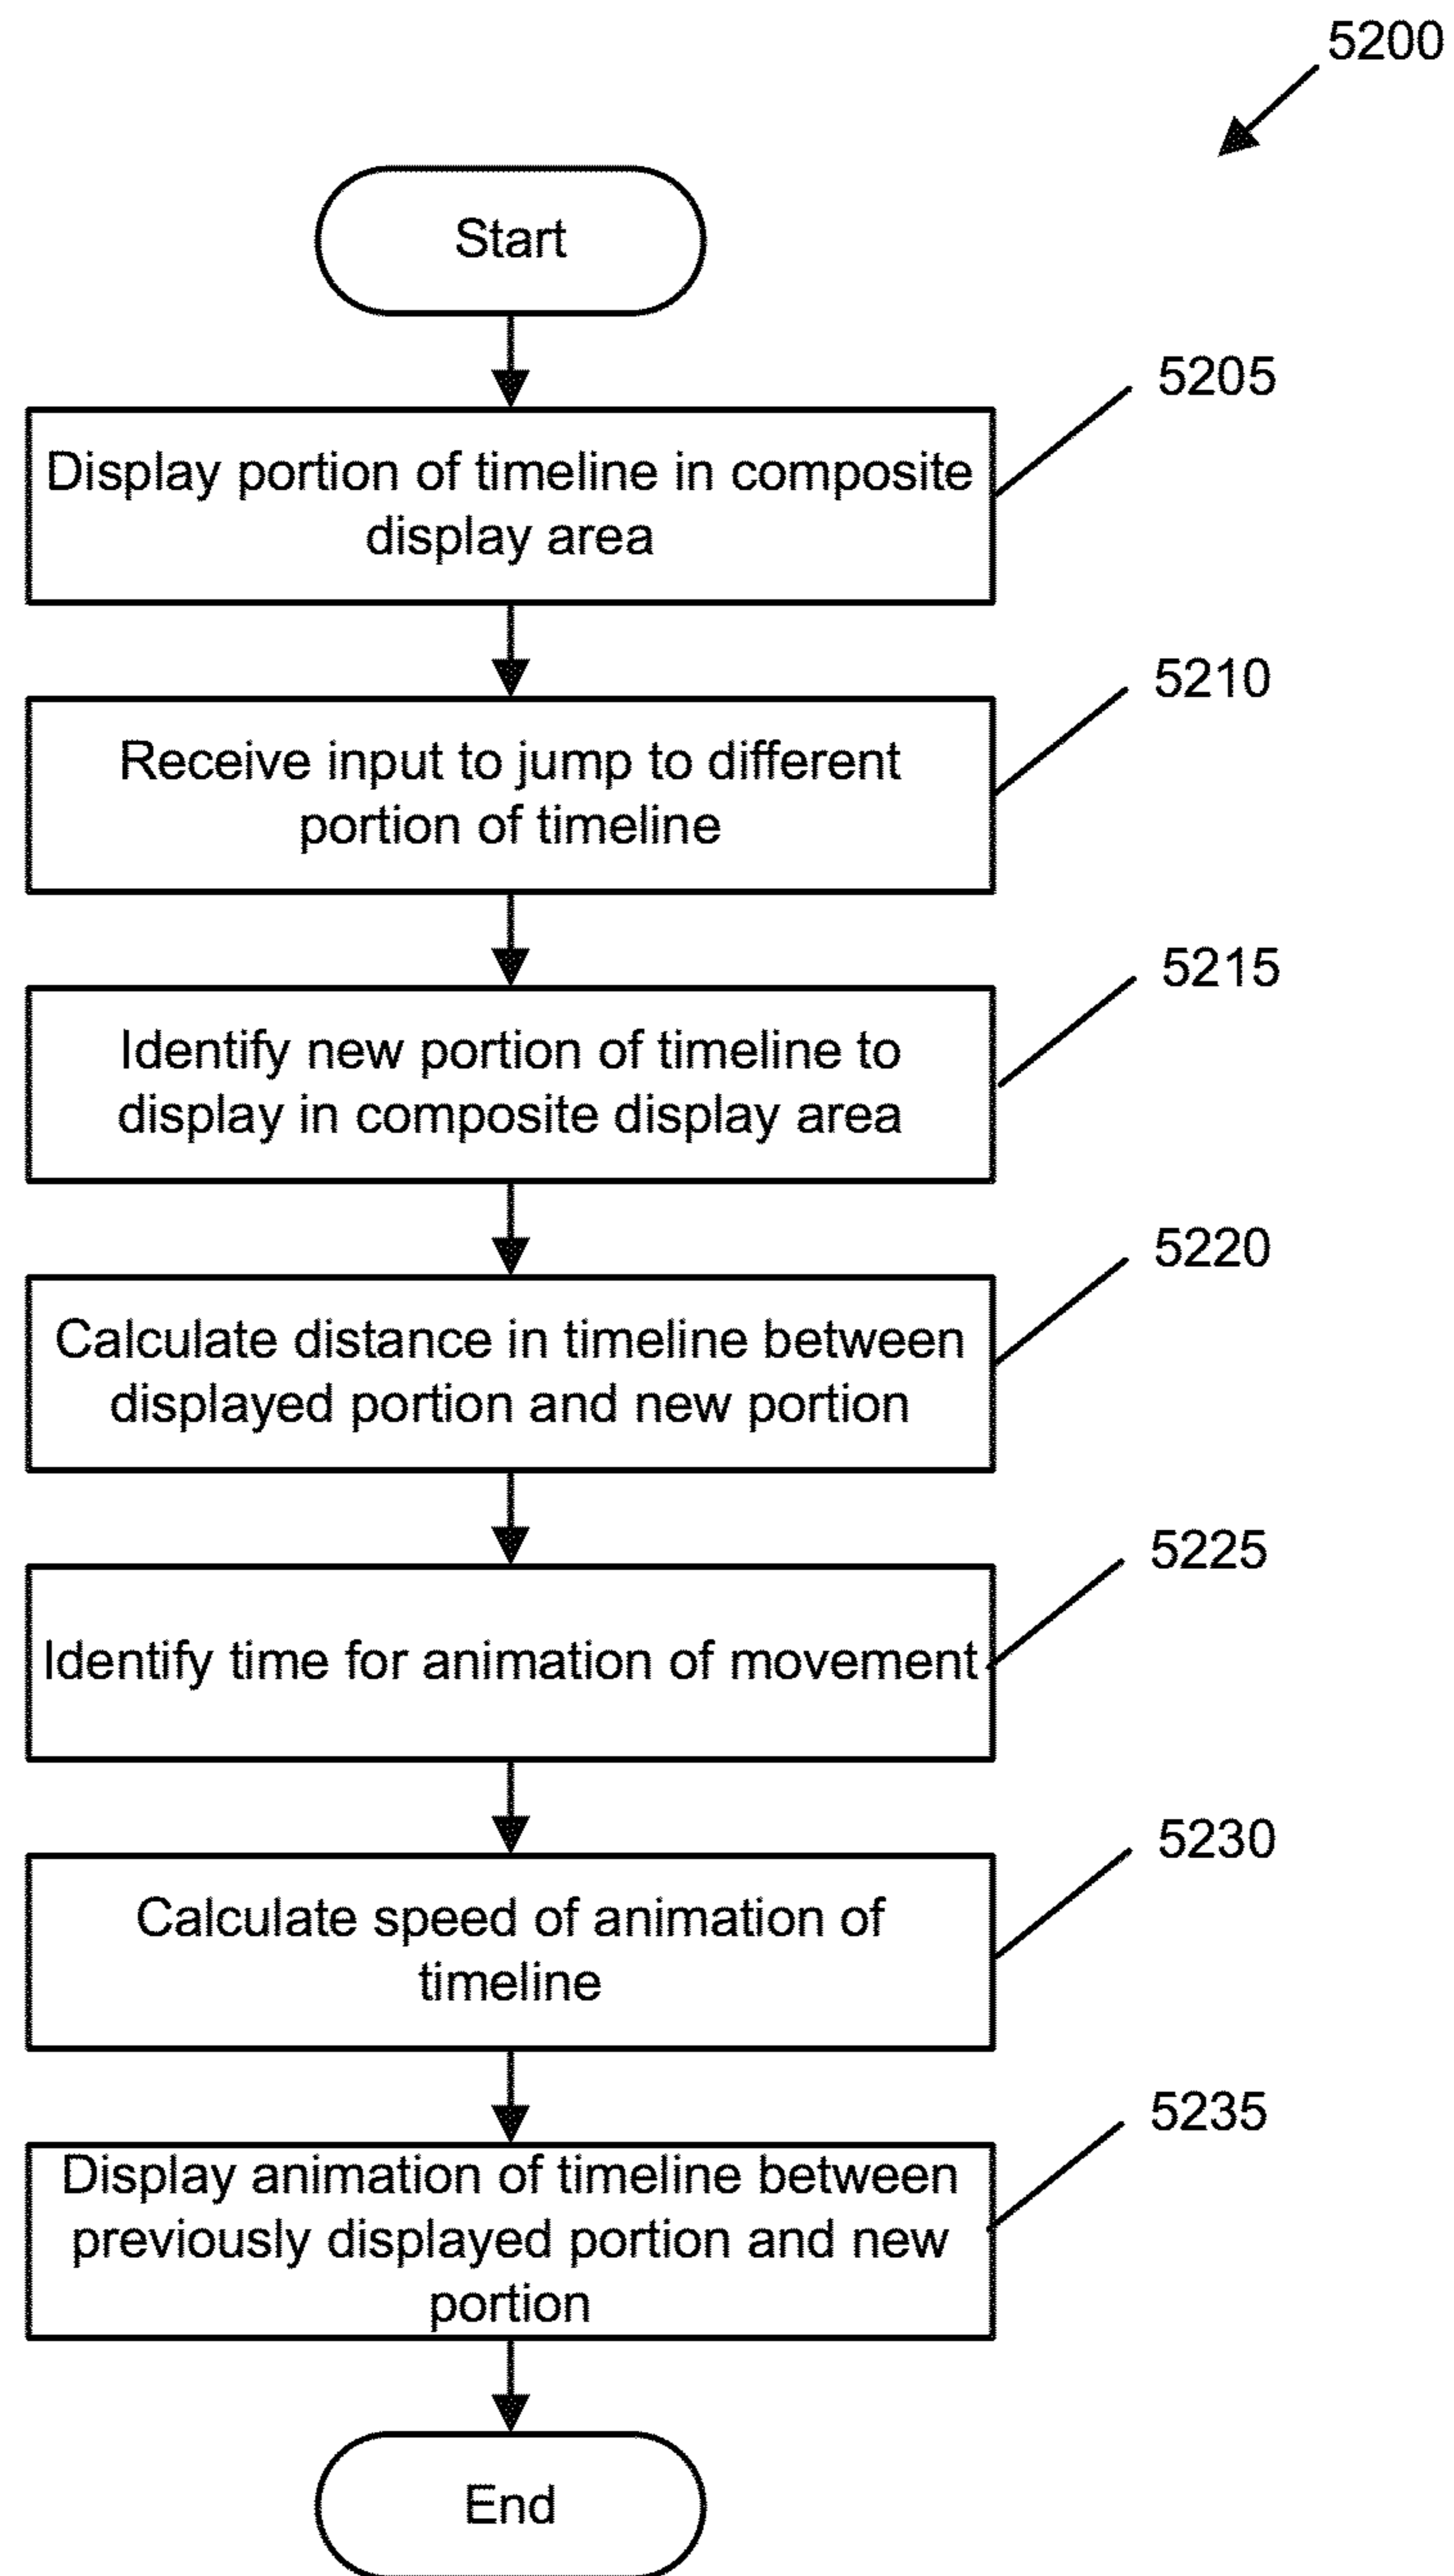 5200
Start
5205
Display portion of timeline in composite
display area
5210
Receive input to jump to different
portion of timeline
5215
Identify new portion of timeline to
display in composite display area
5220
Calculate distance in timeline between
displayed portion and new portion
5225
Identify time for animation of movement
5230
Calculate speed of animation of
timeline
5235
Display animation of timeline between
previously displayed portion and new
portion
End